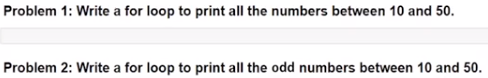 Problem 1: Write a for loop to print all the numbers between 10 and 50.
Problem 2: Write a for loop to print all the odd numbers between 10 and 50.